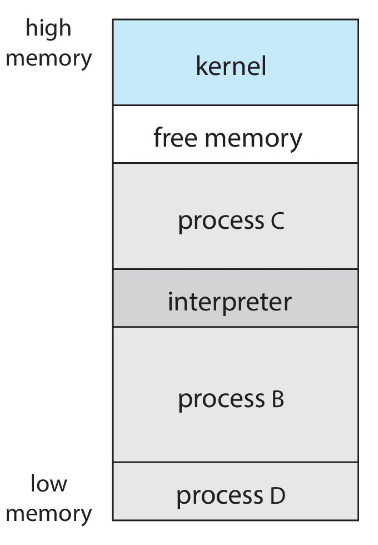 high
memory
kernel
free memory
process C
interpreter
process B
low
memory
process D